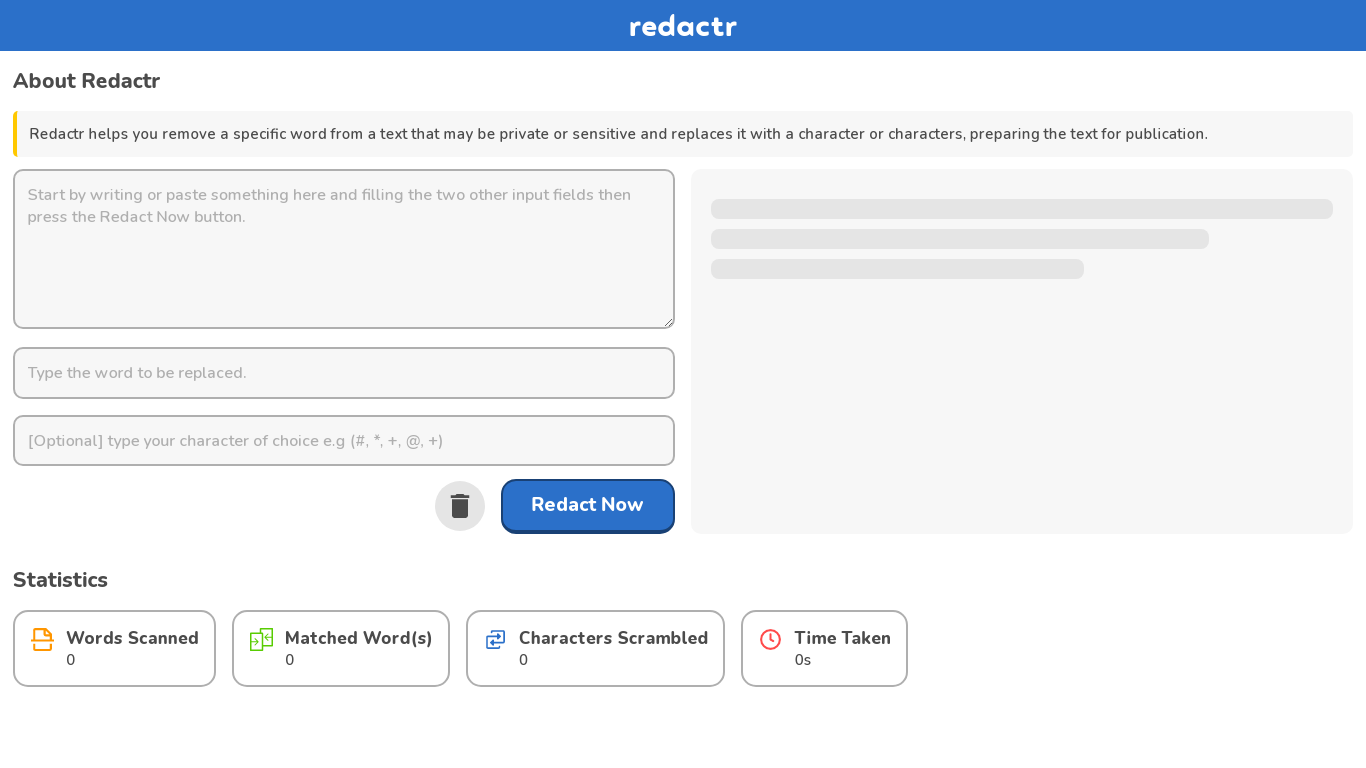 redactr
About Redactr
Redactr helps you remove a specific word from a text that may be private or sensitive and replaces it with a character or characters, preparing the text for publication.
Start by writing or paste something here and filling the two other input fields then
press the Redact Now button.
Type the word to be replaced.
[Optional] type your character of choice e.g (#, *, +, @, +)
Redact Now
Statistics
Words Scanned
0
Matched Word(s)
0
Characters Scrambled
0
Time Taken
0s